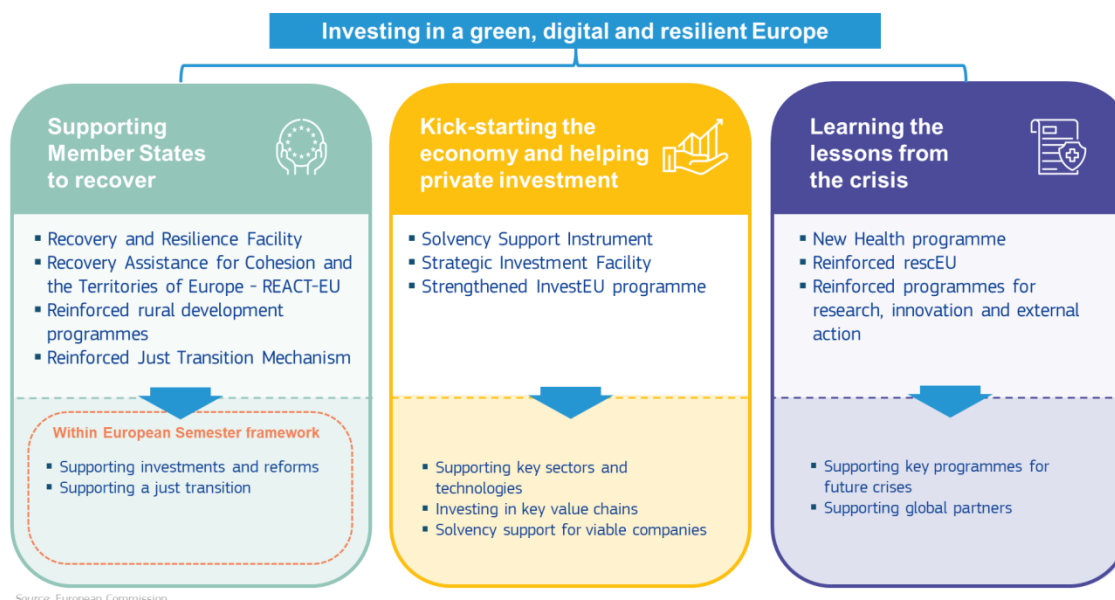 Investing in a green, digital and resilient Europe
Supporting
Member States
to recover
▪ Recovery and Resilience Facility
▪ Recovery Assistance for Cohesion and
the Territories of Europe - REACT-EU
▪ Reinforced rural development
programmes
▪ Reinforced Just Transition Mechanism
Within European Semester framework
▪ Supporting investments and reforms
▪ Supporting a just transition
Kick-starting the
economy and helping
private investment
▪ Solvency Support Instrument
▪ Strategic Investment Facility
▪ Strengthened InvestEU programme
▪ Supporting key sectors and
technologies
▪ Investing in key value chains
▪ Solvency support for viable companies
Learning the
lessons from
the crisis
▪ New Health programme
▪ Reinforced rescEU
▪ Reinforced programmes for
research, innovation and external
action
▪ Supporting key programmes for
future crises
▪ Supporting global partners
Source: European Commission